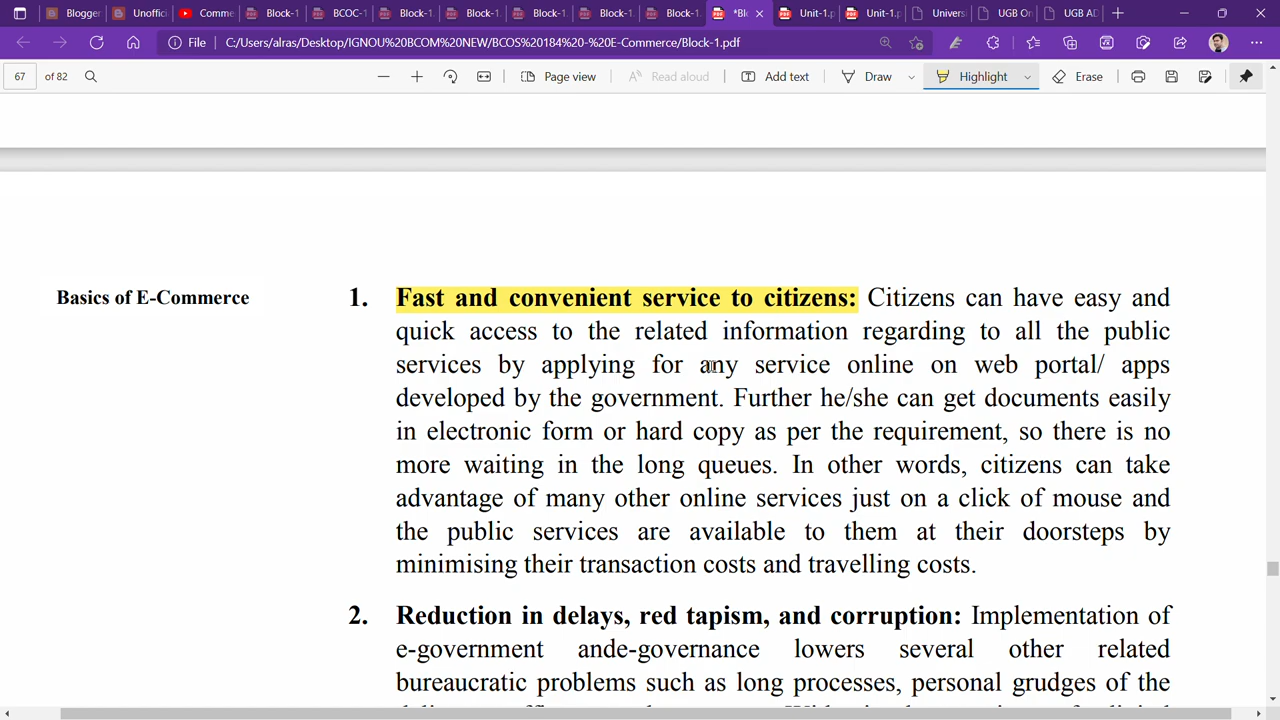 Blogger
Unoffici
Comme
Block-1
BCOC-1
Block-1
Block-1
Block-1
Block-1
Block-1
*Blo
Unit-1.p
Unit-1.p
Univers
UGB On
UGB AD
File
C:/Users/alras/Desktop/IGNOU%20BCOM%20NEW/BCOS%20184%20-%20E-Commerce/Block-1.pdf
67 of 82
Page view
Read aloud
Add text
Draw
Highlight
Erase
Basics of E-Commerce
1. Fast and convenient service to citizens: Citizens can have easy and
quick access to the related information regarding to all the public
services by applying for any service online on web portal/ apps
developed by the government. Further he/she can get documents easily
in electronic form or hard copy as per the requirement, so there is no
more waiting in the long queues. In other words, citizens can take
advantage of many other online services just on a click of mouse and
the public services are available to them at their doorsteps by
minimising their transaction costs and travelling costs.
2. Reduction in delays, red tapism, and corruption: Implementation of
e-government ande-governance lowers several other related
bureaucratic problems such as long processes, personal grudges of the